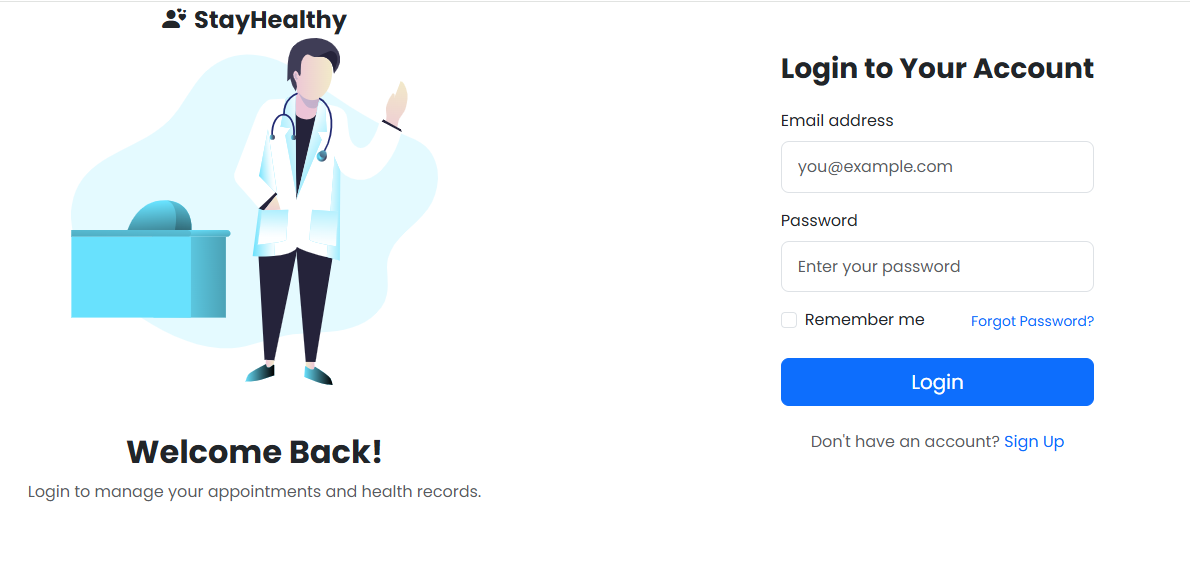 StayHealthy
Welcome Back!
Login to manage your appointments and health records.
Login to Your Account
Email address
you@example.com
Password
Enter your password
Remember me
Forgot Password?
Login
Don't have an account? Sign Up